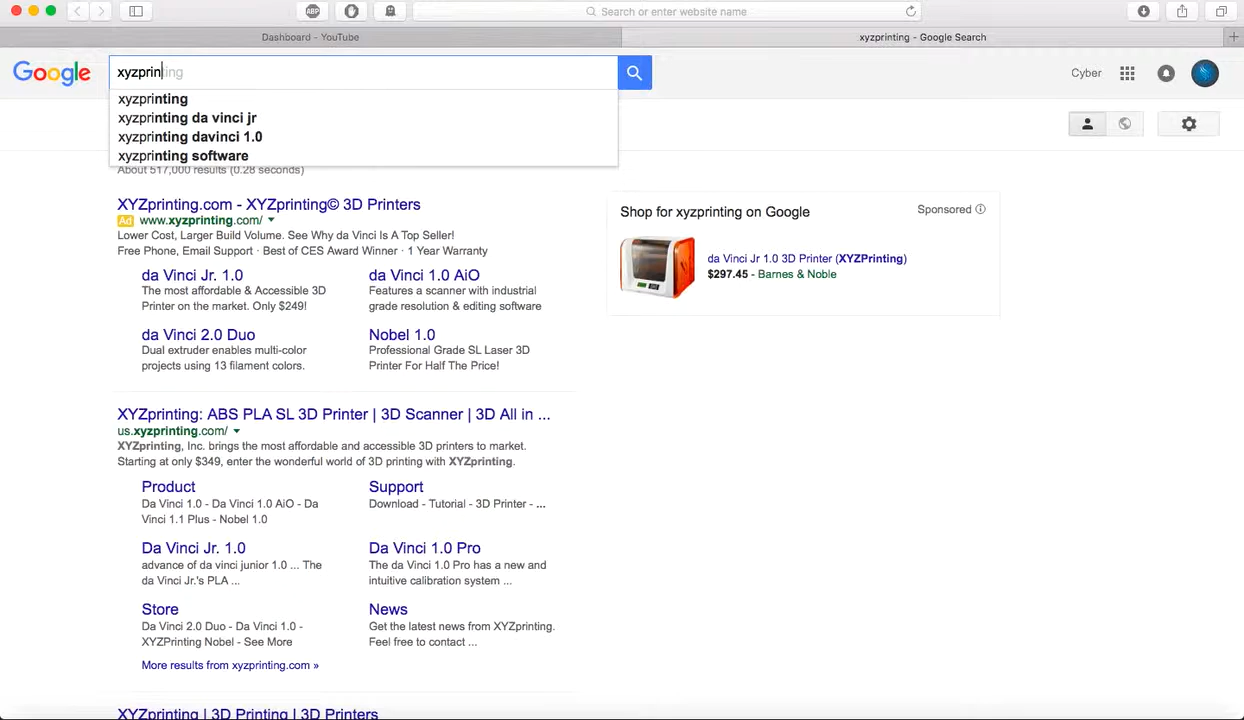 ABP
Search or enter website name
Dashboard - YouTube
xyzprinting - Google Search
Google
xyzprinting
Cyber
xyzprinting
xyzprinting da vinci jr
xyzprinting davinci 1.0
xyzprinting software
About 517,000 results (0.28 seconds)
XYZprinting.com - XYZprinting© 3D Printers
Ad www.xyzprinting.com/
Lower Cost, Larger Build Volume. See Why da Vinci Is A Top Seller!
Free Phone, Email Support · Best of CES Award Winner · 1 Year Warranty
da Vinci Jr. 1.0
The most affordable & Accessible 3D
Printer on the market. Only $249!
da Vinci 1.0 AiO
Features a scanner with industrial
grade resolution & editing software
da Vinci 2.0 Duo
Dual extruder enables multi-color
projects using 13 filament colors.
Nobel 1.0
Professional Grade SL Laser 3D
Printer For Half The Price!
Shop for xyzprinting on Google
Sponsored
da Vinci Jr 1.0 3D Printer (XYZPrinting)
$297.45 - Barnes & Noble
XYZprinting: ABS PLA SL 3D Printer | 3D Scanner | 3D All in ...
us.xyzprinting.com/
XYZprinting, Inc. brings the most affordable and accessible 3D printers to market.
Starting at only $349, enter the wonderful world of 3D printing with XYZprinting.
Product
Da Vinci 1.0 - Da Vinci 1.0 AiO - Da
Vinci 1.1 Plus - Nobel 1.0
Support
Download - Tutorial - 3D Printer - ...
Da Vinci Jr. 1.0
advance of da vinci junior 1.0 ... The
da Vinci Jr.'s PLA ...
Da Vinci 1.0 Pro
The da Vinci 1.0 Pro has a new and
intuitive calibration system ...
Store
Da Vinci 2.0 Duo - Da Vinci 1.0 -
XYZPrinting Nobel - See More
News
Get the latest news from XYZprinting.
Feel free to contact ...
More results from xyzprinting.com »
XYZprinting | 3D Printing | 3D Printers